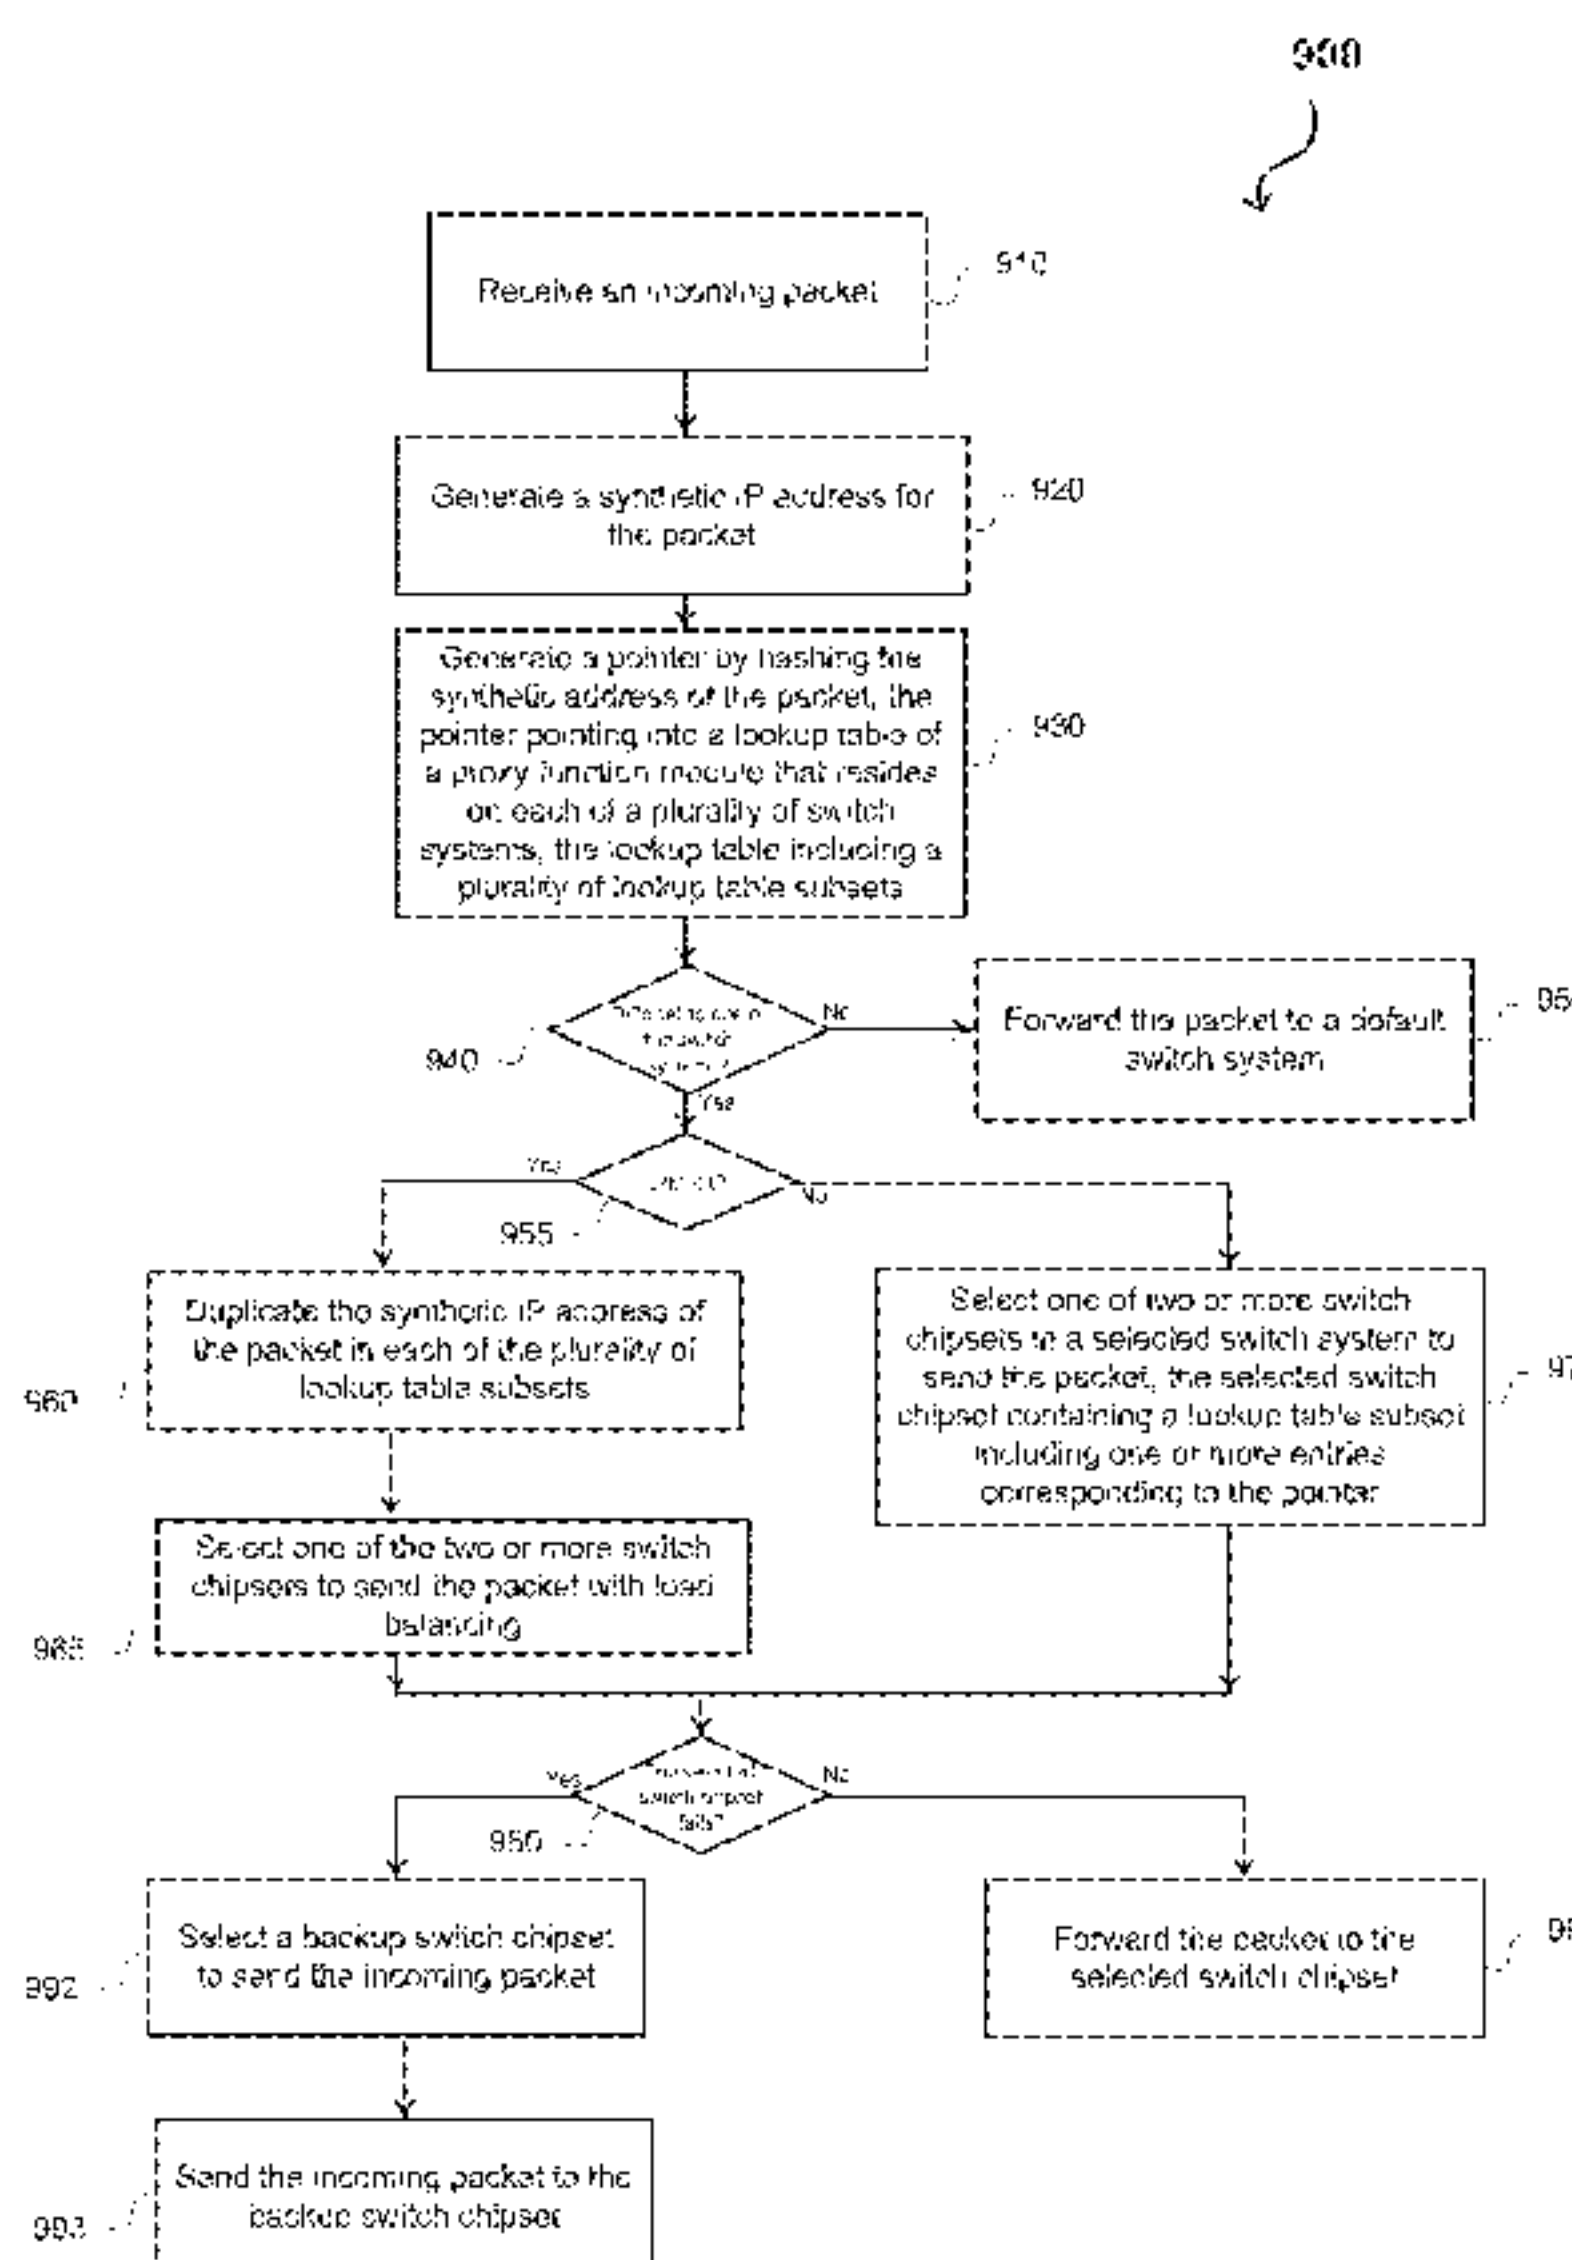 900
Receive an incoming packet
910
Generate a synthetic IP address for
the packet
920
Generate a pointer by hashing the
synthetic address of the packet, the
pointer pointing into a lookup table of
a proxy function module that resides
on each of a plurality of switch
systems, the lookup table including a
plurality of lookup table subsets
930
switch
940
No
Yes
Forward the packet to a default
switch system
Yes
No
955
Duplicate the synthetic IP address of
the packet in each of the plurality of
lookup table subsets
960
Select one of two or more switch
chipsets in a selected switch system to
send the packet, the selected switch
chipset containing a lookup table subset
including one or more entries
corresponding to the pointer
97
Select one of the two or more switch
chipsets to send the packet with load
balancing
965
Yes
switch chipset
No
980
Select a backup switch chipset
to send the incoming packet
992
Forward the packet to the
selected switch chipset
Send the incoming packet to the
backup switch chipset
993